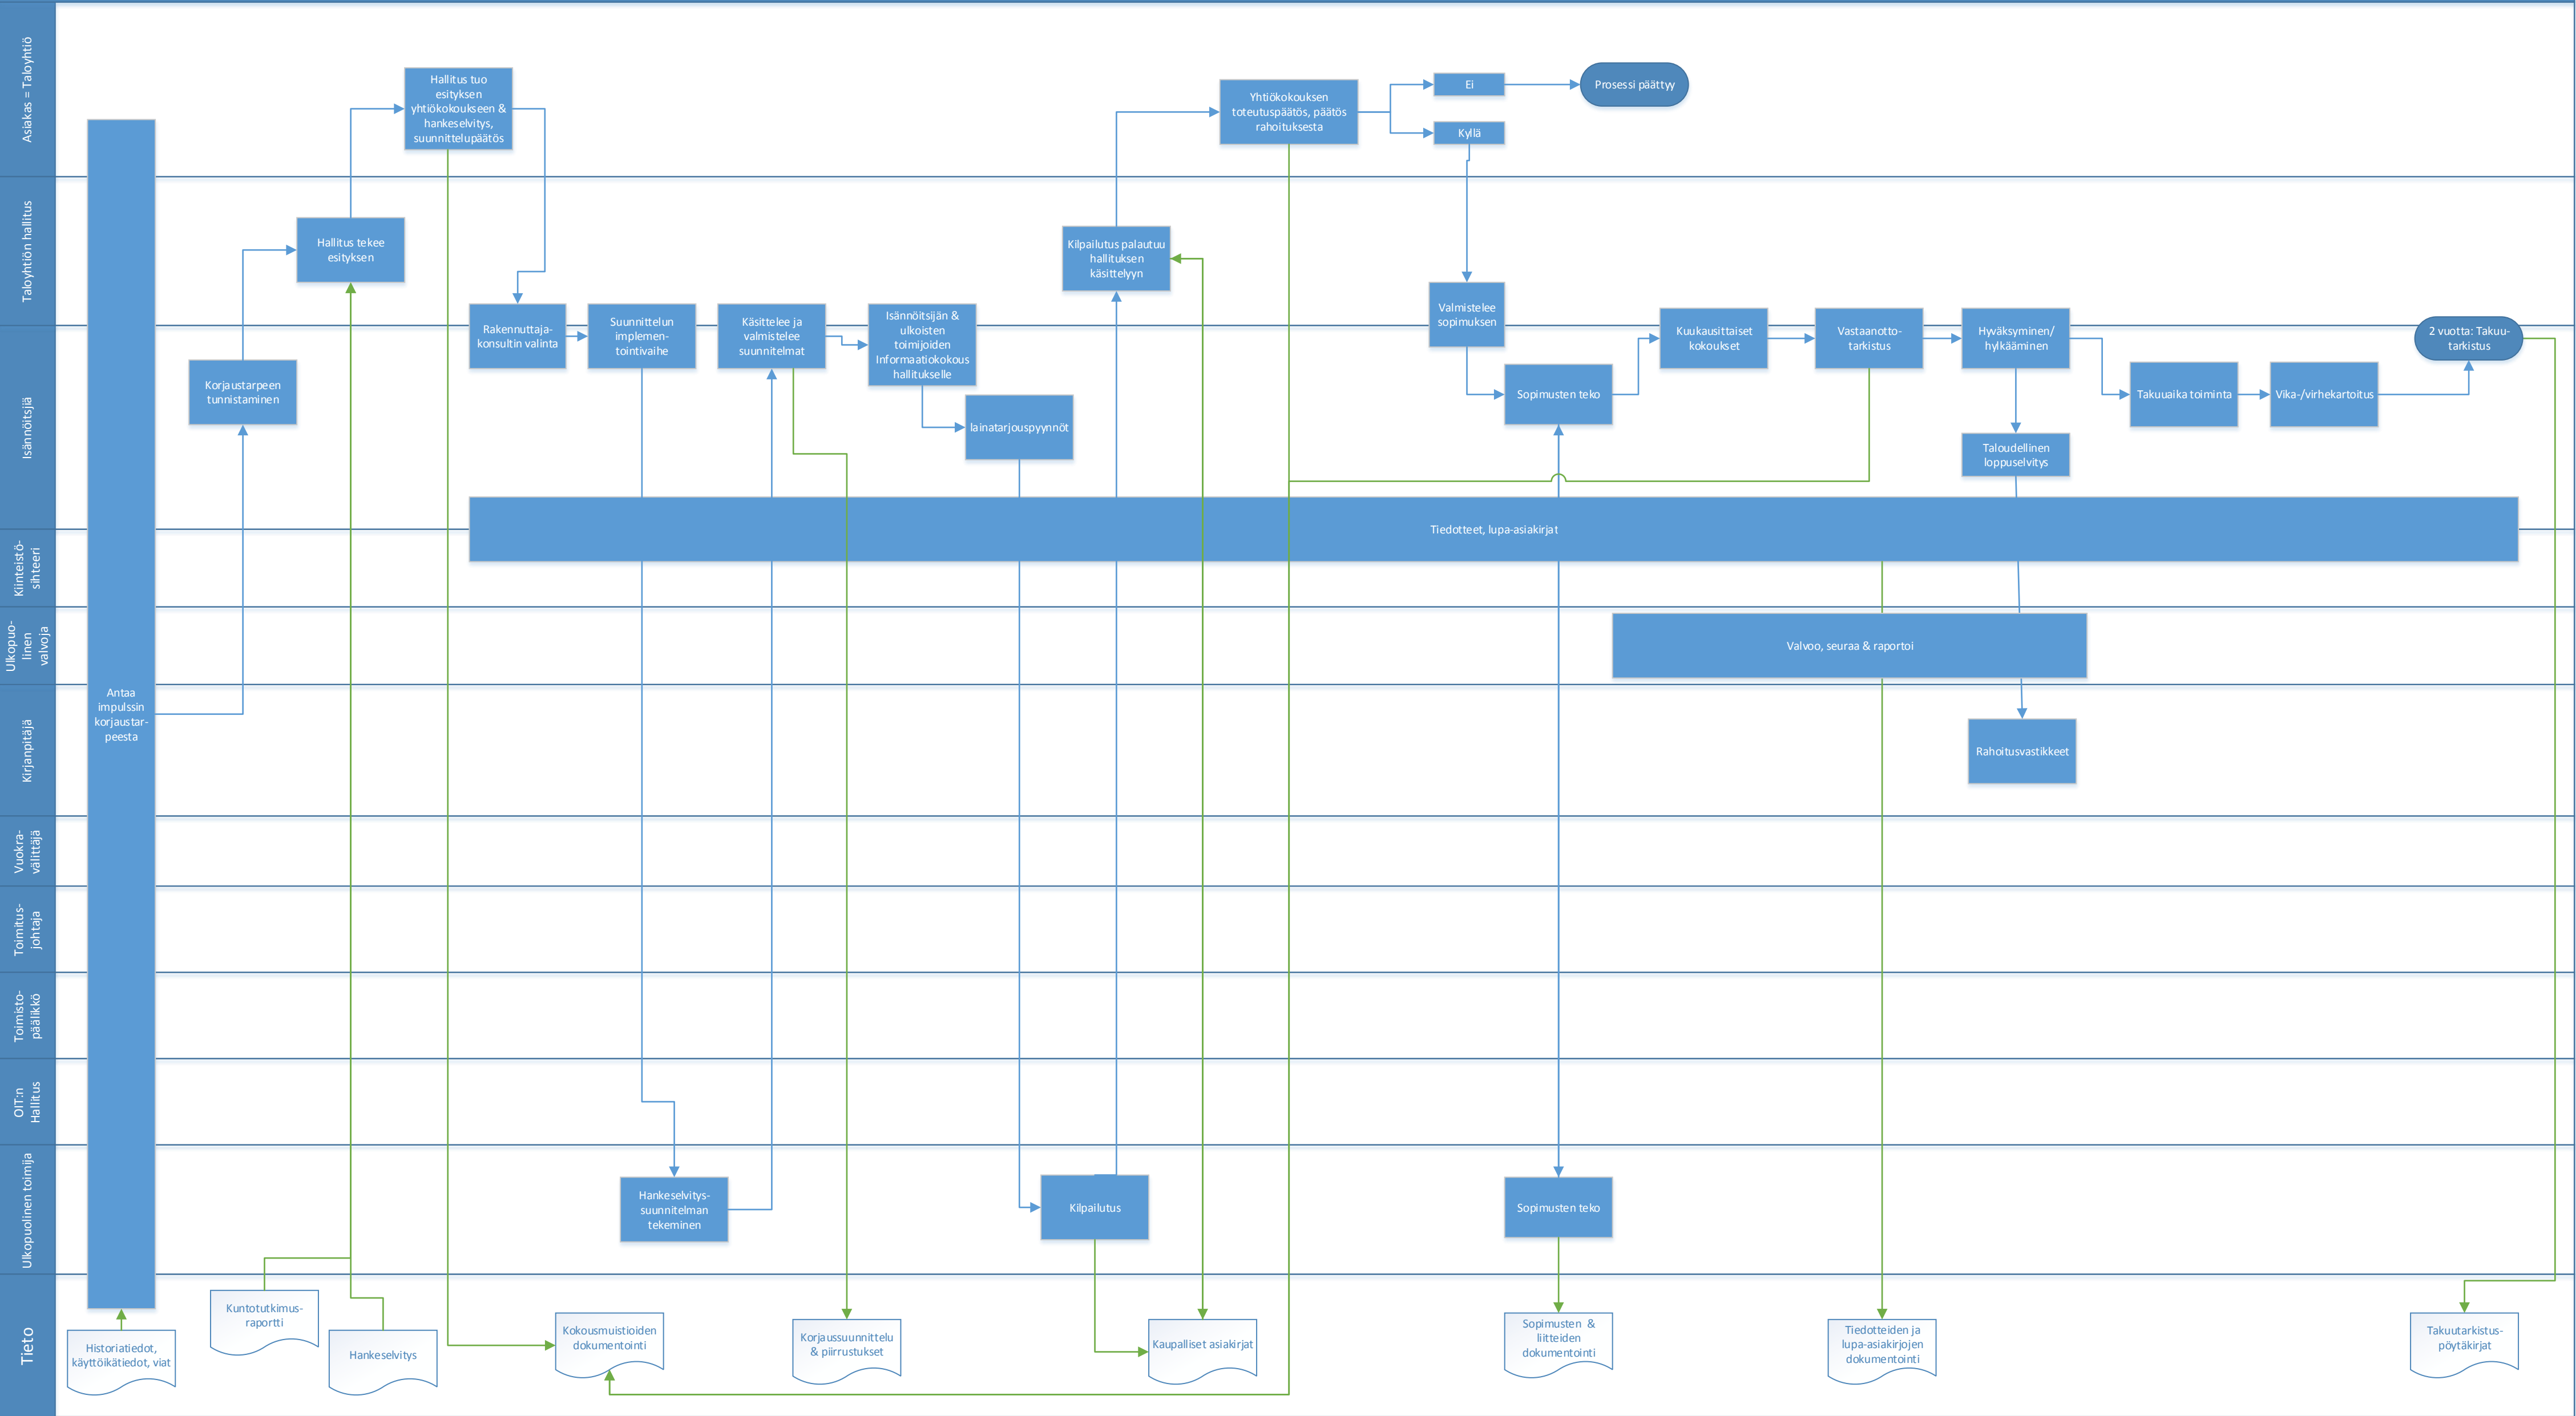 Asiakas = Taloyhtiö
Hallitus tuo
esityksen
yhtiökokoukseen &
hankeselvitys,
suunnittelupäätös
Yhtiökokouksen
toteutuspäätös, päätös
rahoituksesta
Ei
Kyllä
Prosessi päättyy
Taloyhtiön hallitus
Hallitus tekee
esityksen
Kilpailutus palautuu
hallituksen
käsittelyyn
Valmistelee
sopimuksen
Rakennuttaja-
konsultin valinta
Suunnittelun
implemen-
tointivaihe
Käsittelee ja
valmistelee
suunnitelmat
Isännöitsijän &
ulkoisten
toimijoiden
Informaatiokokous
hallitukselle
Kuukausittaiset
kokoukset
Vastaanotto-
tarkistus
Hyväksyminen/
hylkääminen
2 vuotta: Takuu-
tarkistus
Isännöitsjiä
Korjaustarpeen
tunnistaminen
lainatarjouspyynnöt
Sopimusten teko
Takuuaika toiminta
Vika-/virhekartoitus
Taloudellinen
loppuselvitys
Kiinteistö-
sihteeri
Tiedotteet, lupa-asiakirjat
Ulkopuo-
linen
valvoja
Valvoo, seuraa & raportoi
Kirjanpitäjä
Antaa
impulssin
korjaustar-
peesta
Rahoitusvastikkeet
Vuokra-
välittäjä
Toimitus-
johtaja
Toimisto-
päälikkö
OIT:n
Hallitus
Ulkopuolinen toimija
Hankeselvitys-
suunnitelman
tekeminen
Kilpailutus
Sopimusten teko
Tieto
Historiatiedot,
käyttöikätiedot, viat
Kuntotutkimus-
raportti
Hankeselvitys
Kokousmuistioiden
dokumentointi
Korjaussuunnittelu
& piirrustukset
Kaupalliset asiakirjat
Sopimusten &
liitteiden
dokumentointi
Tiedotteiden ja
lupa-asiakirjojen
dokumentointi
Takuutarkistus-
pöytäkirjat